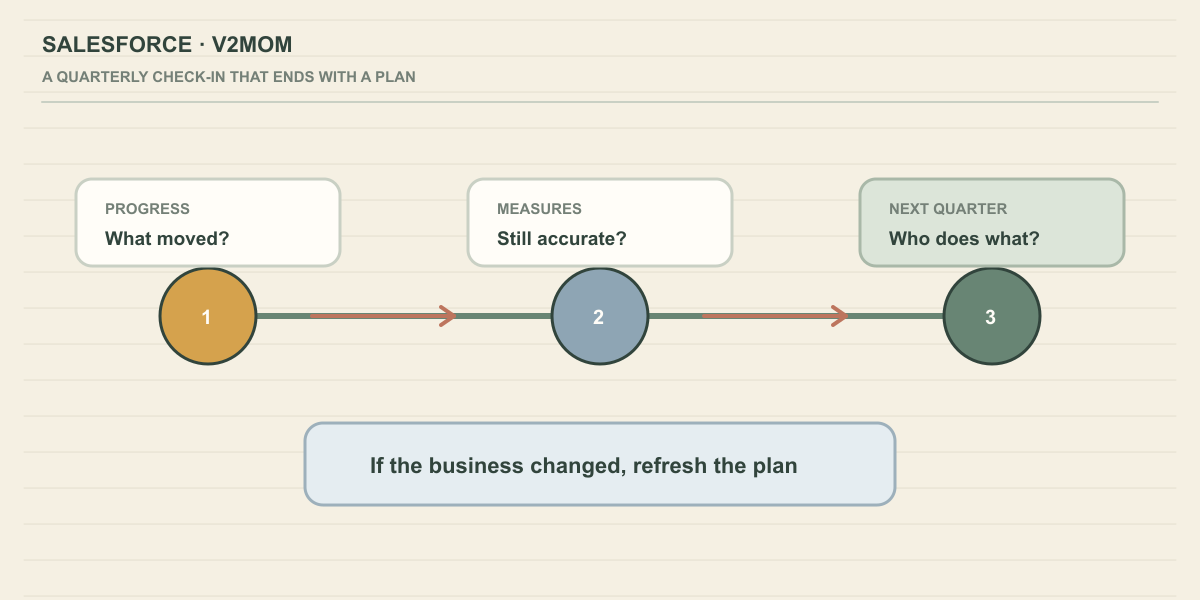 SALESFORCE · V2MOM
A QUARTERLY CHECK-IN THAT ENDS WITH A PLAN
PROGRESS
What moved?
MEASURES
Still accurate?
NEXT QUARTER
Who does what?
1
2
3
If the business changed, refresh the plan